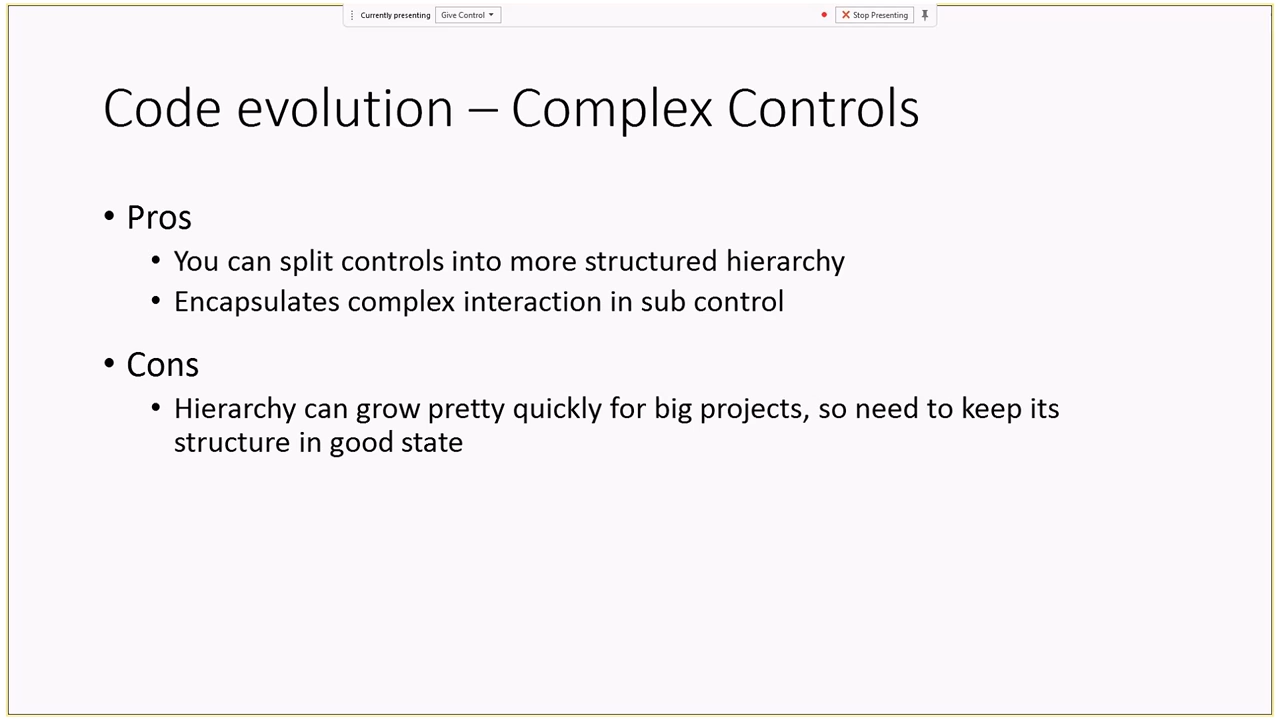 Currently presenting Give Control Stop Presenting
Code evolution – Complex Controls
• Pros
• You can split controls into more structured hierarchy
• Encapsulates complex interaction in sub control
• Cons
• Hierarchy can grow pretty quickly for big projects, so need to keep its
structure in good state